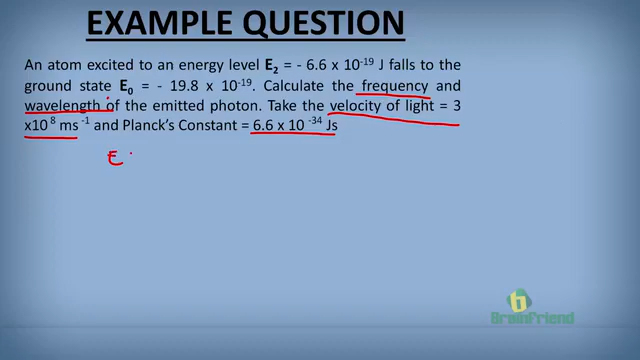 EXAMPLE QUESTION
An atom excited to an energy level E₂ = - 6.6 x 10⁻¹⁹ J falls to the
ground state E₀ = - 19.8 x 10⁻¹⁹. Calculate the frequency and
wavelength of the emitted photon. Take the velocity of light = 3
x10 ⁸ ms ⁻¹ and Planck's Constant = 6.6 x 10 ⁻³⁴ Js
E
BrainFriend